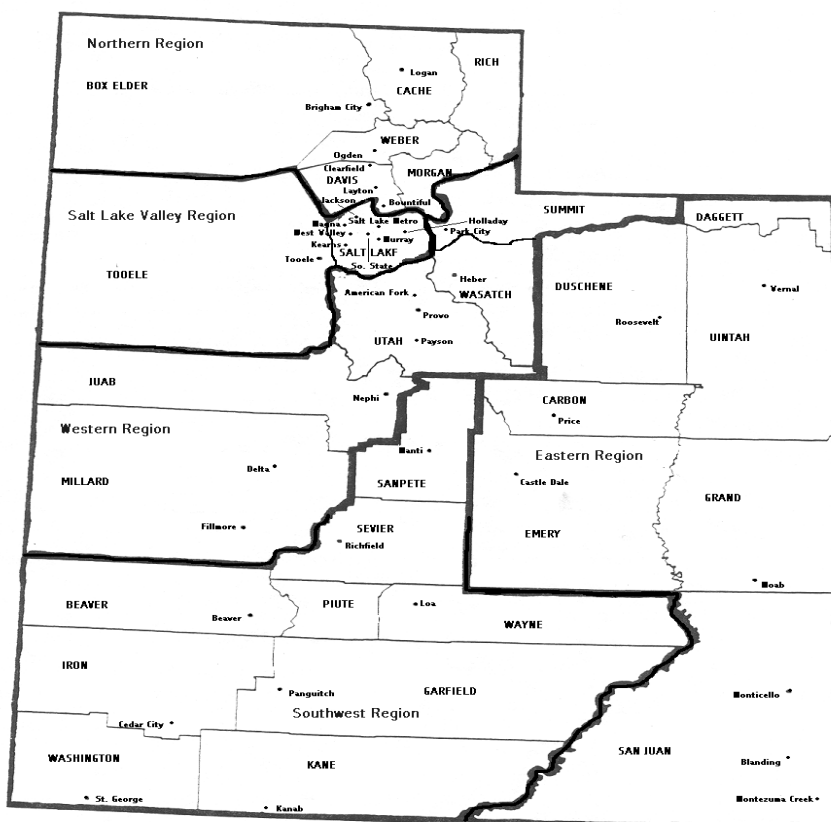 Northern Region
RICH
Logan
BOX ELDER
CACHE
Brigham City
WEBER
Ogden
Clearfield
MORGAN
DAVIS
Layton
Jackson
Bountiful
SUMMIT
Salt Lake Valley Region
DAGGETT
Magna
Salt Lake Metro
Holladay
West Valley
Park City
Murray
Kearns
SALT LAKE
Tooele
So. State
TOOELE
Heber
DUSCHENE
Vernal
American Fork
WASATCH
Provo
Roosevelt
UTAH
Payson
UINTAH
JUAB
Nephi
CARBON
Price
Western Region
Manti
Eastern Region
Delta
MILLARD
SANPETE
Castle Dale
GRAND
Fillmore
SEVIER
EMERY
Richfield
Moab
BEAVER
PIUTE
Loa
Beaver
WAYNE
IRON
Panguitch
GARFIELD
Monticello
Southwest Region
Cedar City
SAN JUAN
WASHINGTON
KANE
Blanding
St. George
Montezuma Creek
Kanab